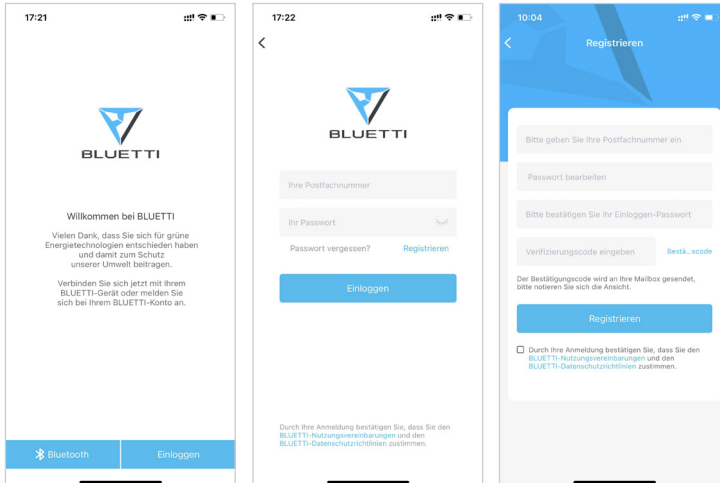 17:21
BLUETTI
Willkommen bei BLUETTI
Vielen Dank, dass Sie sich für grüne
Energietechnologien entschieden haben
und damit zum Schutz
unserer Umwelt beitragen.
Verbinden Sie sich jetzt mit Ihrem
BLUETTI-Gerät oder melden Sie
sich bei Ihrem BLUETTI-Konto an.
Bluetooth
Einloggen
17:22
BLUETTI
Ihre Postfachnummer
Ihr Passwort
Passwort vergessen?
Registrieren
Einloggen
Durch Ihre Anmeldung bestätigen Sie, dass Sie den
BLUETTI-Nutzungsvereinbarungen und den
BLUETTI-Datenschutzrichtlinien zustimmen.
10:04
Registrieren
Bitte geben Sie Ihre Postfachnummer ein
Passwort bearbeiten
Bitte bestätigen Sie Ihr Einloggen-Passwort
Verifizierungscode eingeben
Bestä...scode
Der Bestätigungscode wird an Ihre Mailbox gesendet,
bitte notieren Sie sich die Ansicht.
Registrieren
Durch Ihre Anmeldung bestätigen Sie, dass Sie den
BLUETTI-Nutzungsvereinbarungen und den
BLUETTI-Datenschutzrichtlinien zustimmen.